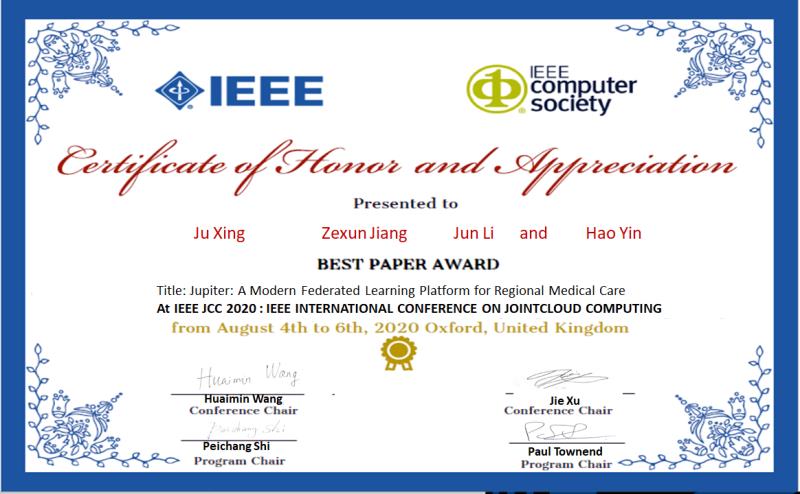 IEEE
IEEE
computer
society
Certificate of Honor and Appreciation
Presented to
Ju Xing Zexun Jiang Jun Li and Hao Yin
BEST PAPER AWARD
Title: Jupiter: A Modern Federated Learning Platform for Regional Medical Care
At IEEE JCC 2020 : IEEE INTERNATIONAL CONFERENCE ON JOINTCLOUD COMPUTING
from August 4th to 6th, 2020 Oxford, United Kingdom
Huaimin Wang
Huaimin Wang Jie Xu
Conference Chair Conference Chair
Peichang Shi
Peichang Shi Paul Townend
Program Chair Program Chair